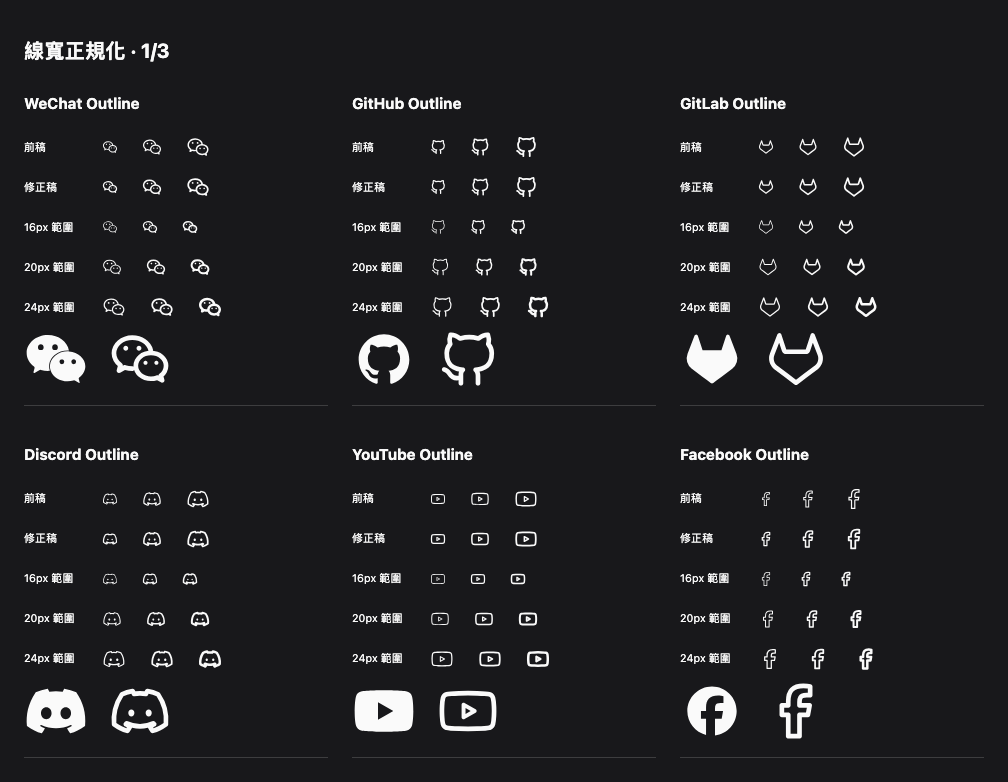 線寬正規化 · 1/3
WeChat Outline
前稿
修正稿
16px 範圍
20px 範圍
24px 範圍
GitHub Outline
前稿
修正稿
16px 範圍
20px 範圍
24px 範圍
GitLab Outline
前稿
修正稿
16px 範圍
20px 範圍
24px 範圍
Discord Outline
前稿
修正稿
16px 範圍
20px 範圍
24px 範圍
YouTube Outline
前稿
修正稿
16px 範圍
20px 範圍
24px 範圍
Facebook Outline
前稿
修正稿
16px 範圍
20px 範圍
24px 範圍